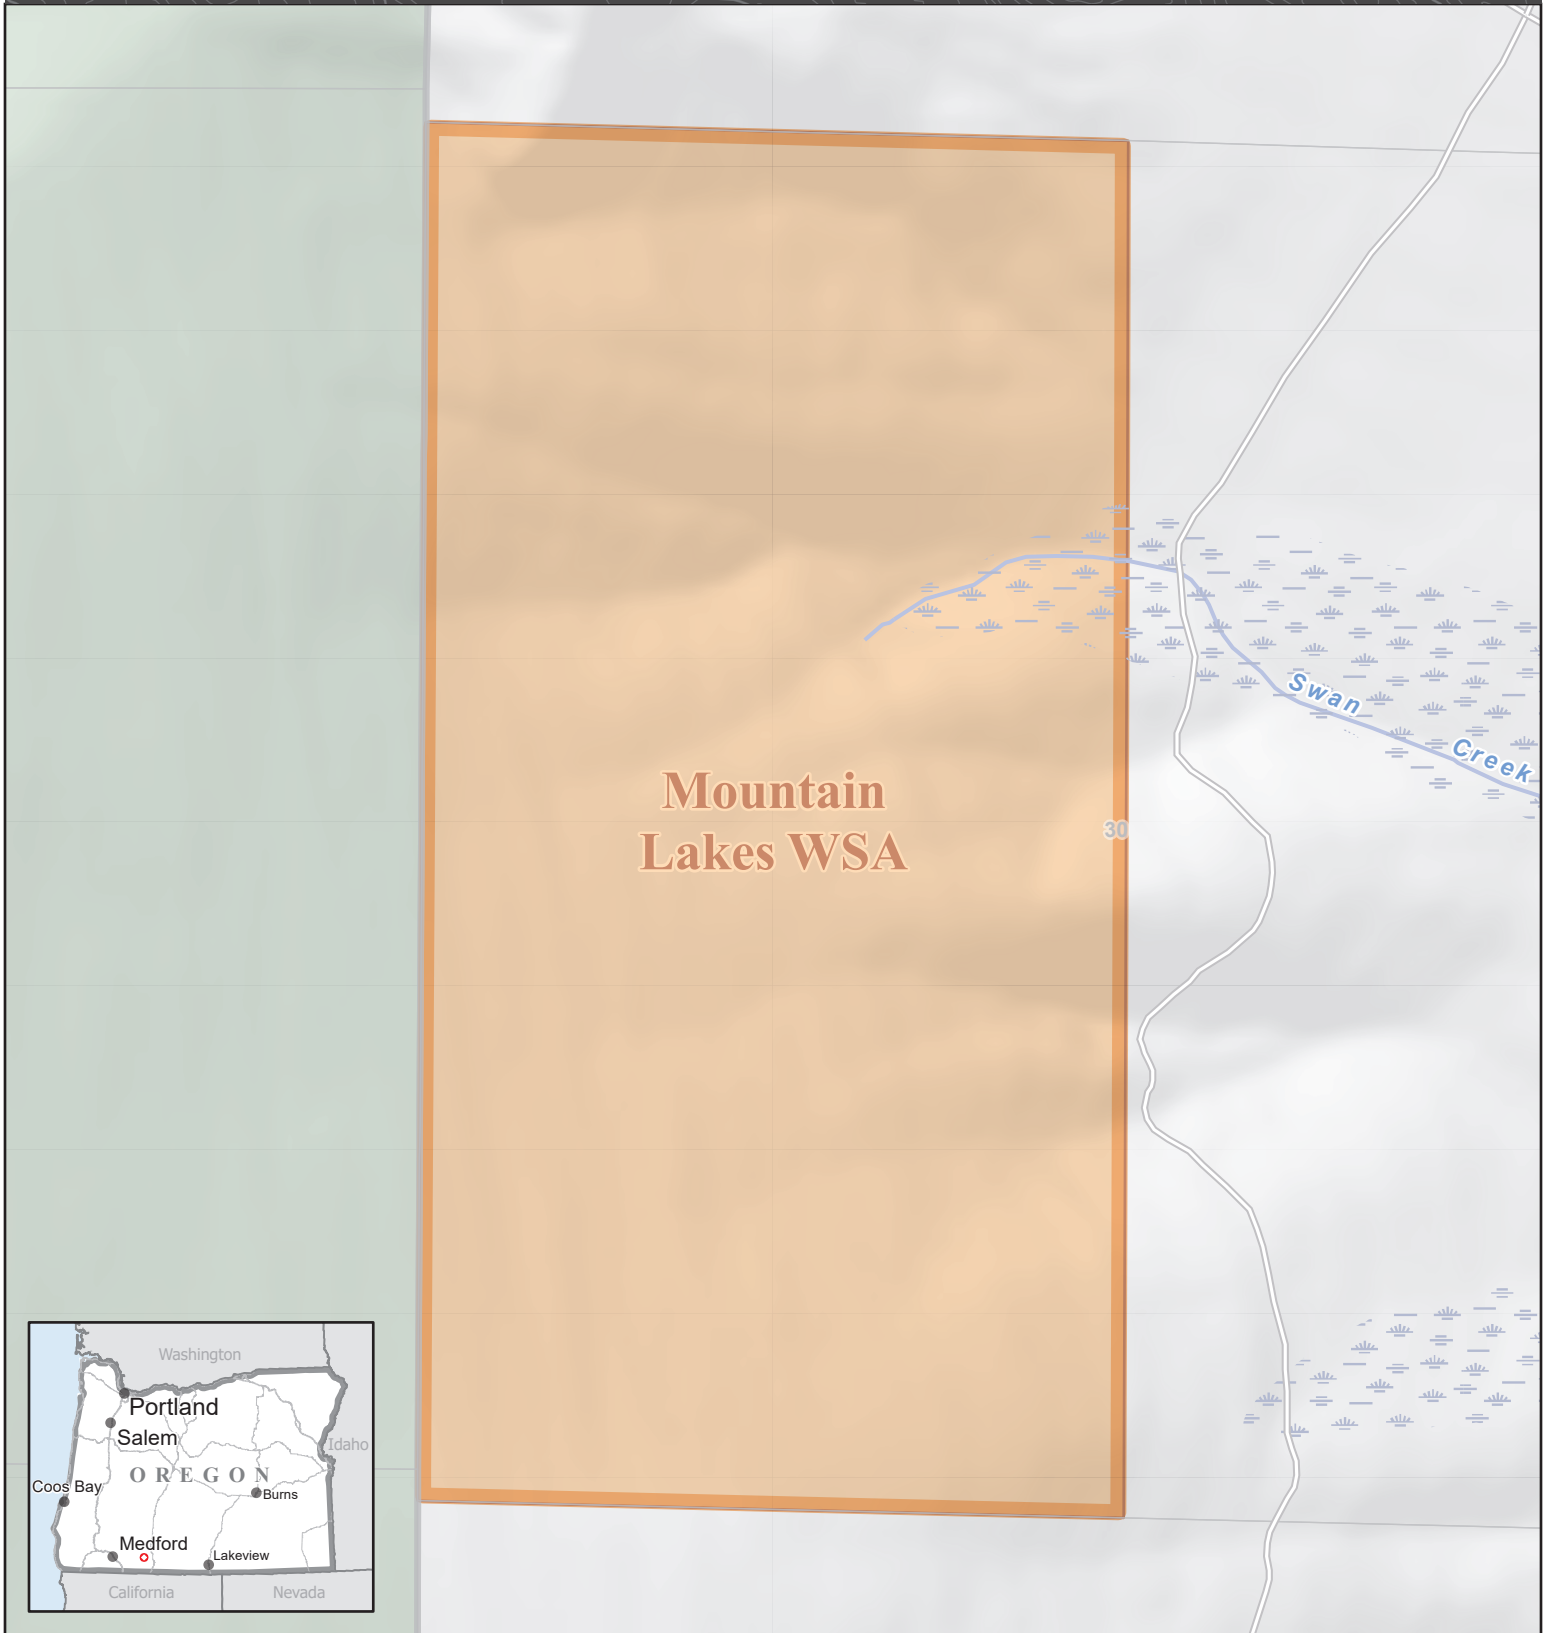 Swan
Creek
Mountain
Lakes WSA
30
Washington
Portland
Salem
Idaho
OREGON
Coos Bay
Burns
Medford
Lakeview
California
Nevada